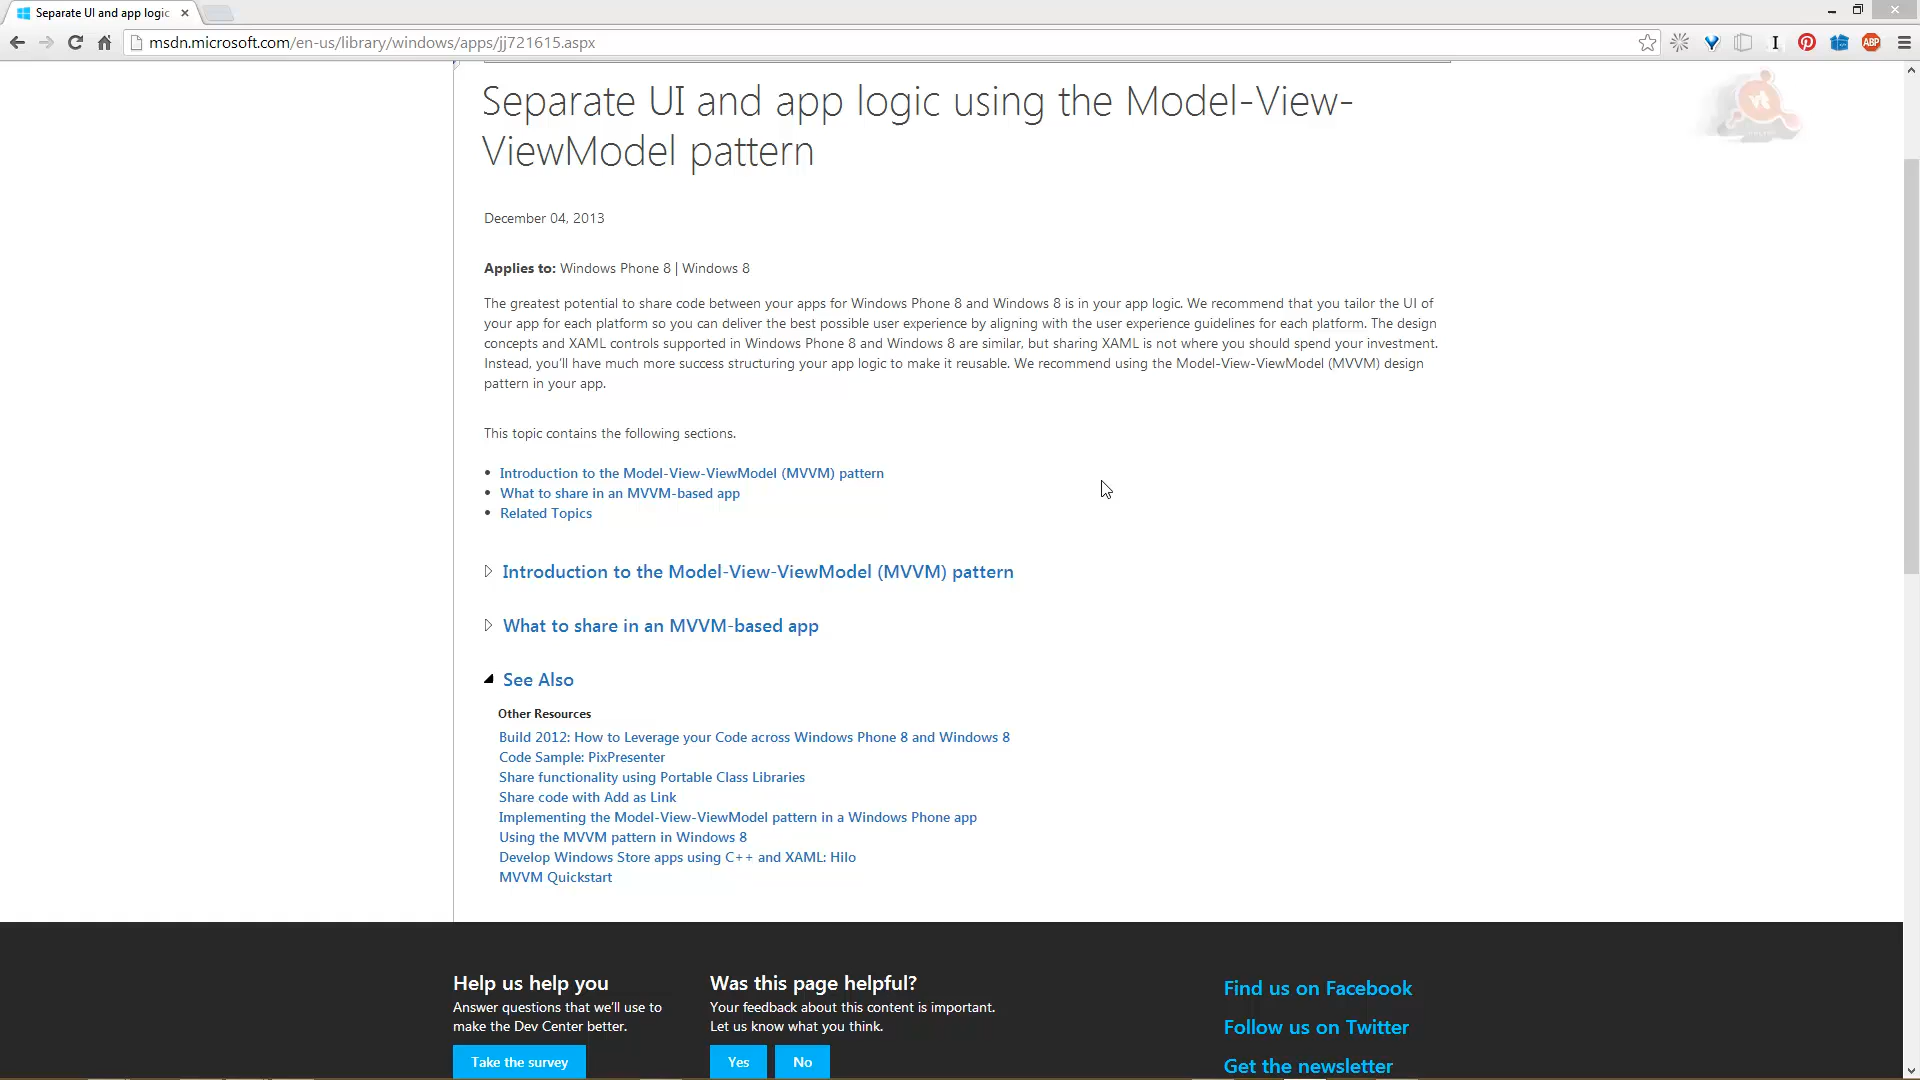 Separate UI and app logic
msdn.microsoft.com/en-us/library/windows/apps/jj721615.aspx
ABP
Separate UI and app logic using the Model-View-
ViewModel pattern
December 04, 2013
Applies to: Windows Phone 8 | Windows 8
The greatest potential to share code between your apps for Windows Phone 8 and Windows 8 is in your app logic. We recommend that you tailor the UI of
your app for each platform so you can deliver the best possible user experience by aligning with the user experience guidelines for each platform. The design
concepts and XAML controls supported in Windows Phone 8 and Windows 8 are similar, but sharing XAML is not where you should spend your investment.
Instead, you'll have much more success structuring your app logic to make it reusable. We recommend using the Model-View-ViewModel (MVVM) design
pattern in your app.
This topic contains the following sections.
• Introduction to the Model-View-ViewModel (MVVM) pattern
• What to share in an MVVM-based app
• Related Topics
Introduction to the Model-View-ViewModel (MVVM) pattern
What to share in an MVVM-based app
See Also
Other Resources
Build 2012: How to Leverage your Code across Windows Phone 8 and Windows 8
Code Sample: PixPresenter
Share functionality using Portable Class Libraries
Share code with Add as Link
Implementing the Model-View-ViewModel pattern in a Windows Phone app
Using the MVVM pattern in Windows 8
Develop Windows Store apps using C++ and XAML: Hilo
MVVM Quickstart
Help us help you
Answer questions that we'll use to
make the Dev Center better.
Take the survey
Was this page helpful?
Your feedback about this content is important.
Let us know what you think.
Yes No
Find us on Facebook
Follow us on Twitter
Get the newsletter